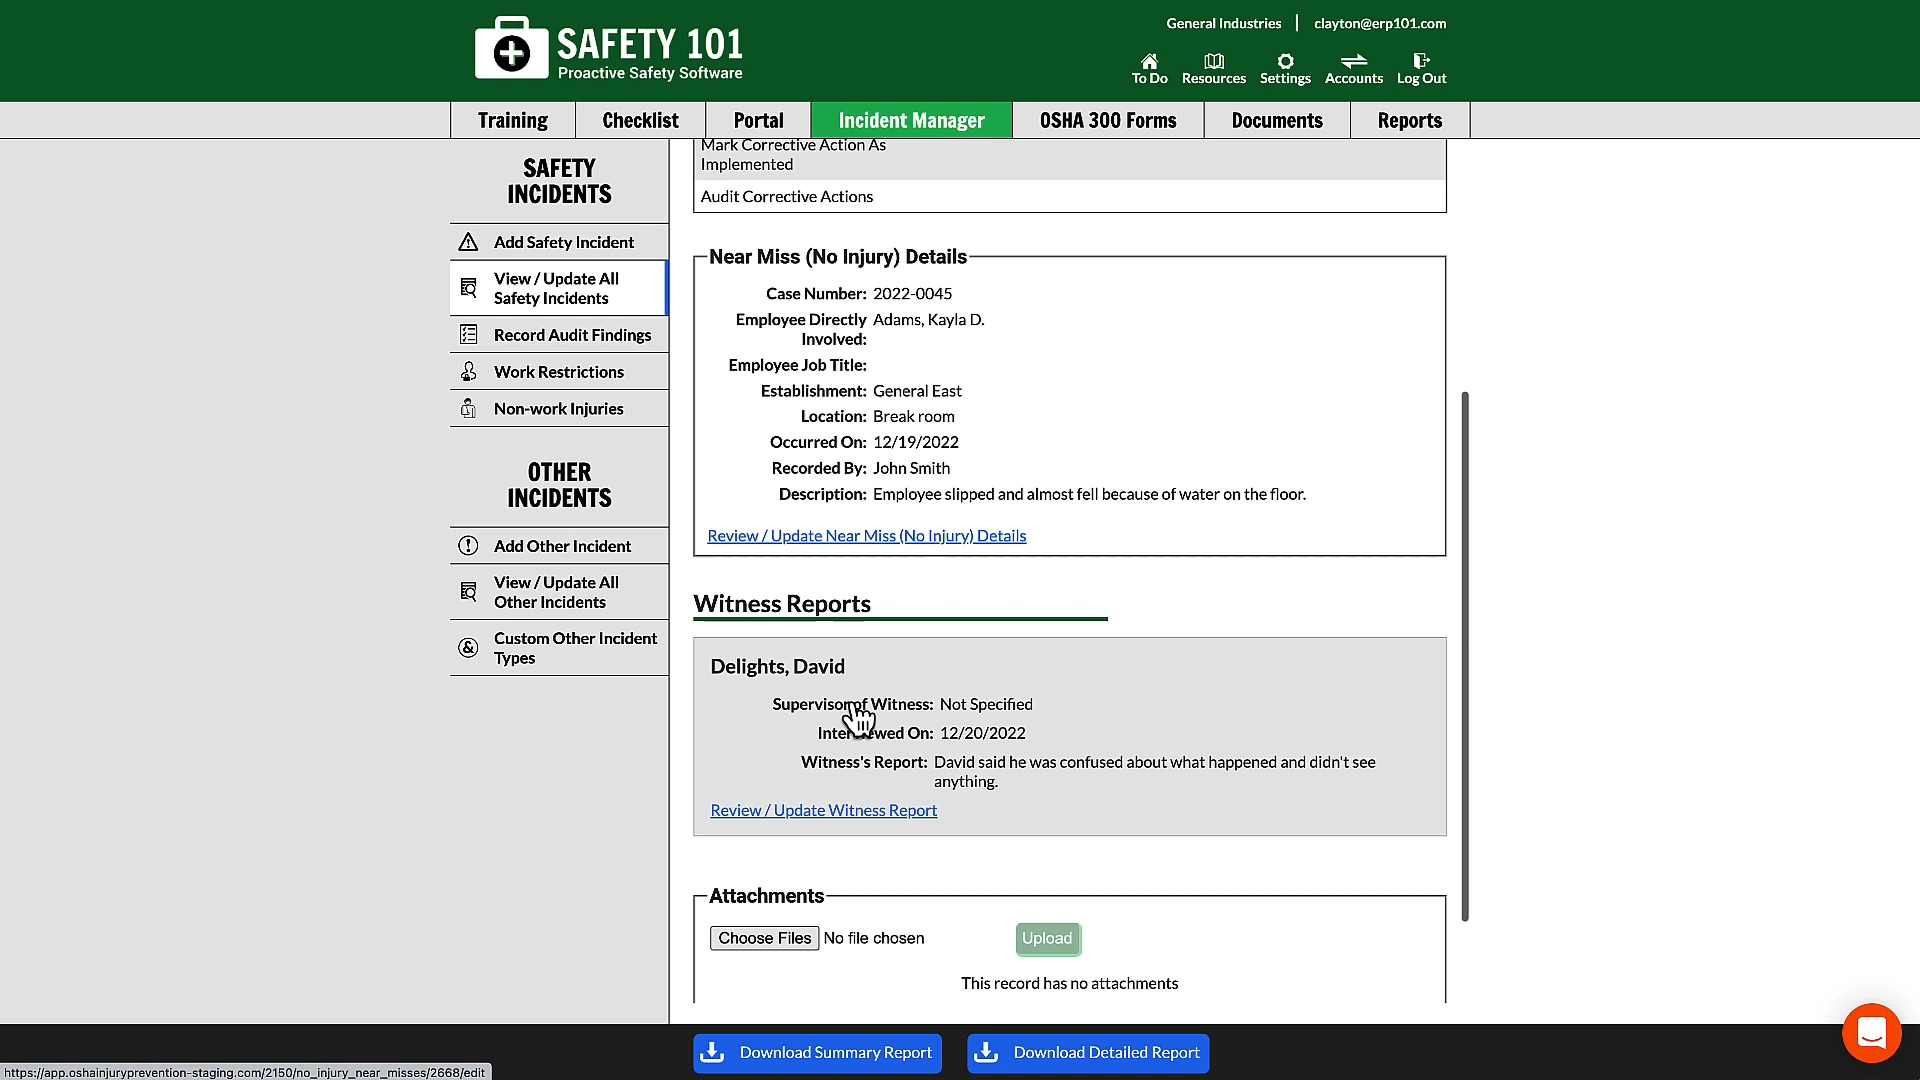 SAFETY 101
Proactive Safety Software
General Industries
clayton@erp101.com
To Do
Resources
Settings
Accounts
Log Out
Training
Checklist
Portal
Incident Manager
OSHA 300 Forms
Documents
Reports
SAFETY
INCIDENTS
Add Safety Incident
View / Update All
Safety Incidents
Record Audit Findings
Work Restrictions
Non-work Injuries
OTHER
INCIDENTS
Add Other Incident
View / Update All
Other Incidents
Custom Other Incident
Types
Mark Corrective Action As
Implemented
Audit Corrective Actions
Near Miss (No Injury) Details
Case Number: 2022-0045
Employee Directly Adams, Kayla D.
Involved:
Employee Job Title:
Establishment: General East
Location: Break room
Occurred On: 12/19/2022
Recorded By: John Smith
Description: Employee slipped and almost fell because of water on the floor.
Review / Update Near Miss (No Injury) Details
Witness Reports
Delights, David
Supervisor of Witness: Not Specified
Interviewed On: 12/20/2022
Witness's Report: David said he was confused about what happened and didn't see
anything.
Review / Update Witness Report
Attachments
Choose Files No file chosen
Upload
This record has no attachments
Download Summary Report
Download Detailed Report
https://app.oshainjuryprevention-staging.com/2150/no_injury_near_misses/2668/edit